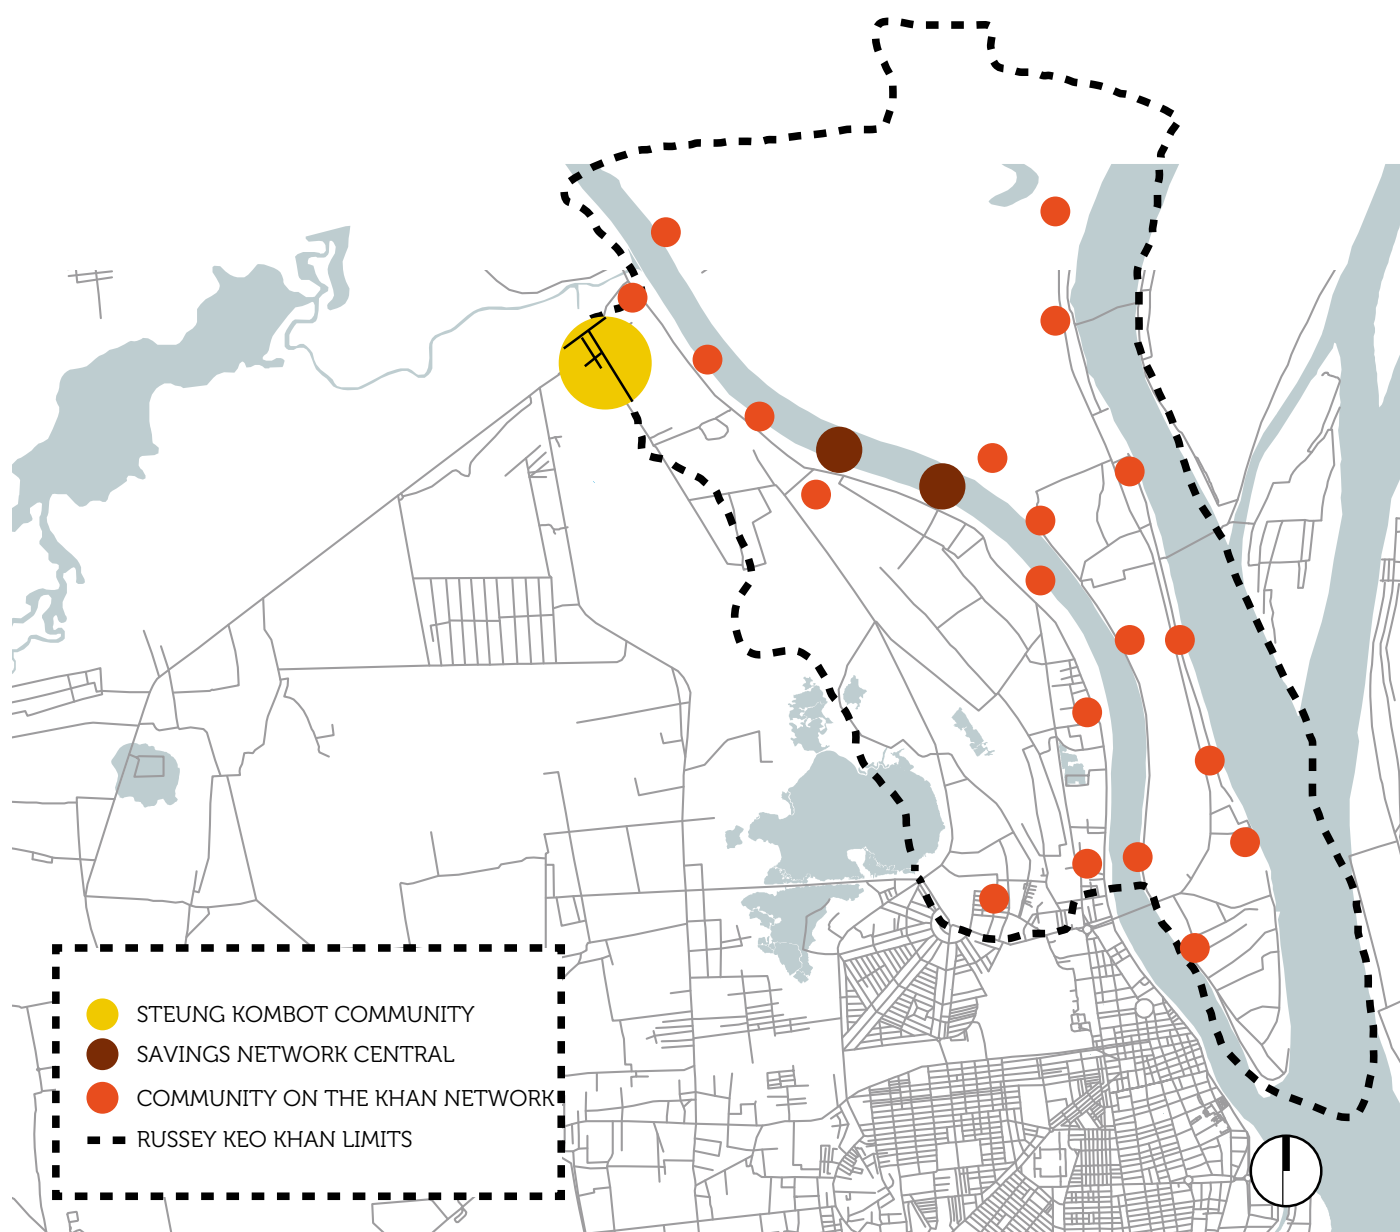 STEUNG KOMBOT COMMUNITY
SAVINGS NETWORK CENTRAL
COMMUNITY ON THE KHAN NETWORK
RUSSEY KEO KHAN LIMITS